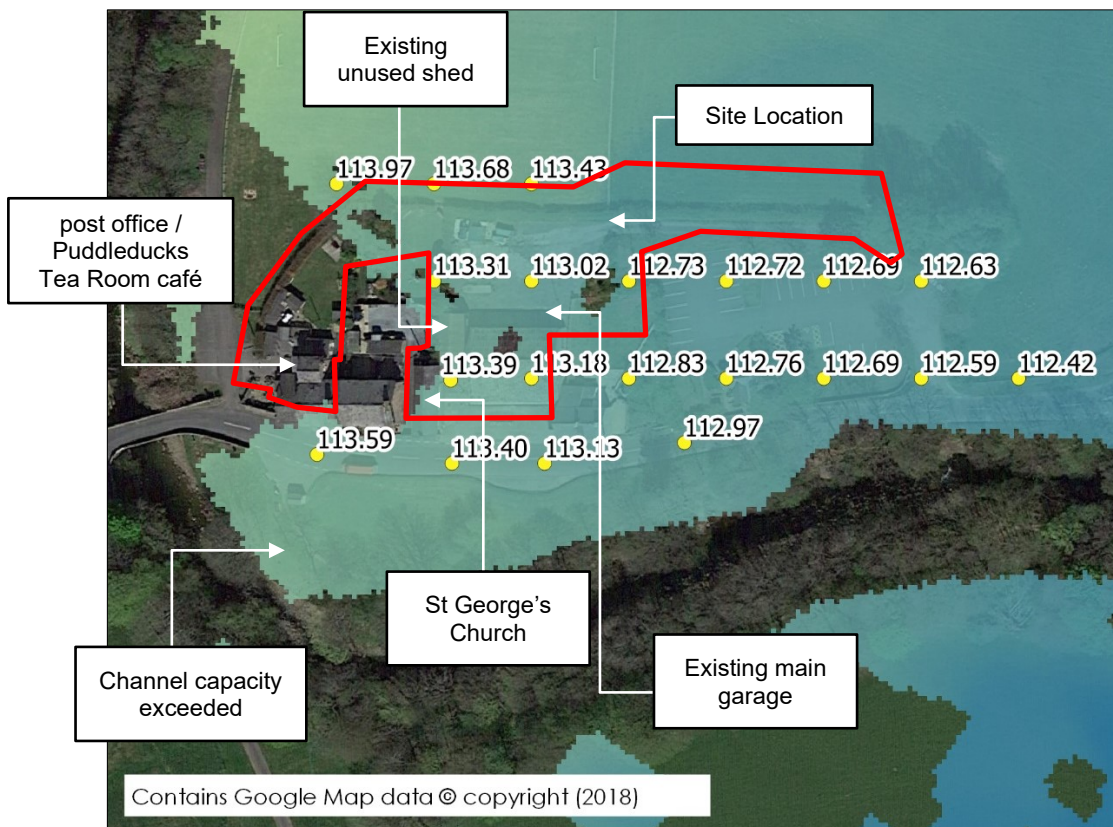 Existing
unused shed
Site Location
113.97 113.68 113.43
post office /
Puddleducks
Tea Room café
113.31 113.02 112.73 112.72 112.69 112.63
113.39 113.18 112.83 112.76 112.69 112.59 112.42
113.59 113.40 113.13 112.97
St George’s
Church
Channel capacity
exceeded
Existing main
garage
Contains Google Map data © copyright (2018)